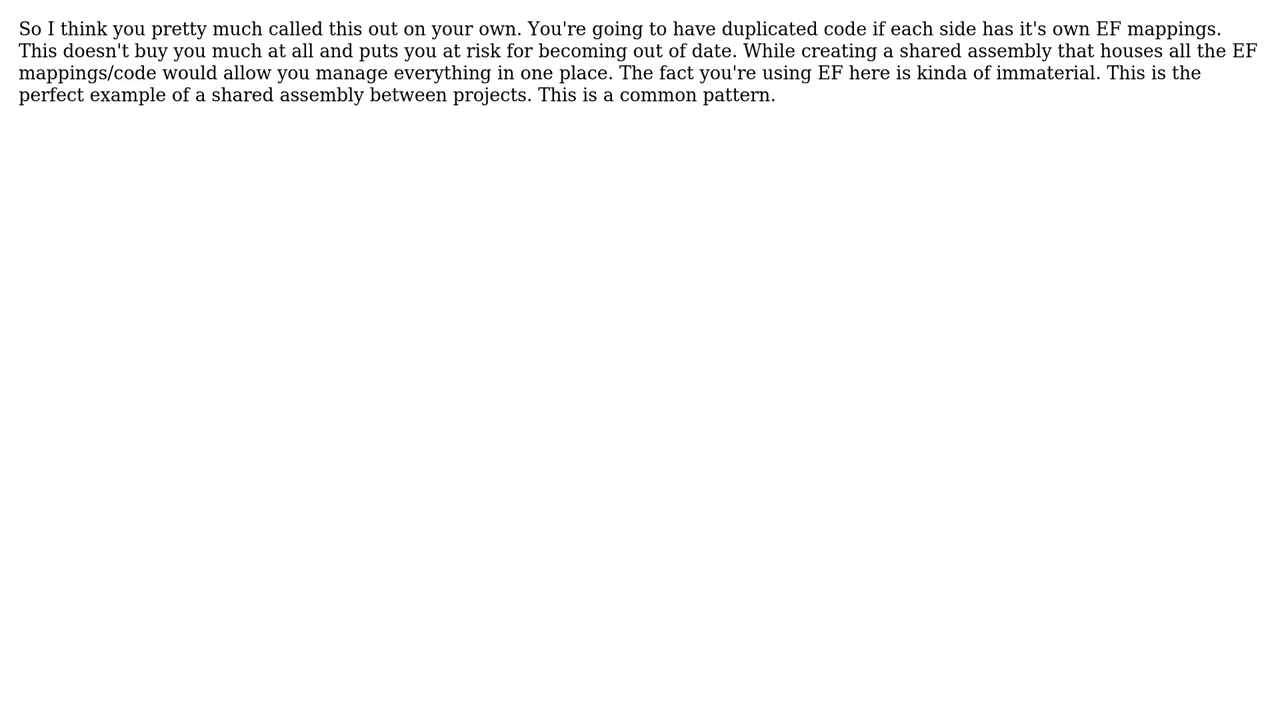 So I think you pretty much called this out on your own. You're going to have duplicated code if each side has it's own EF mappings.
This doesn't buy you much at all and puts you at risk for becoming out of date. While creating a shared assembly that houses all the EF
mappings/code would allow you manage everything in one place. The fact you're using EF here is kinda of immaterial. This is the
perfect example of a shared assembly between projects. This is a common pattern.